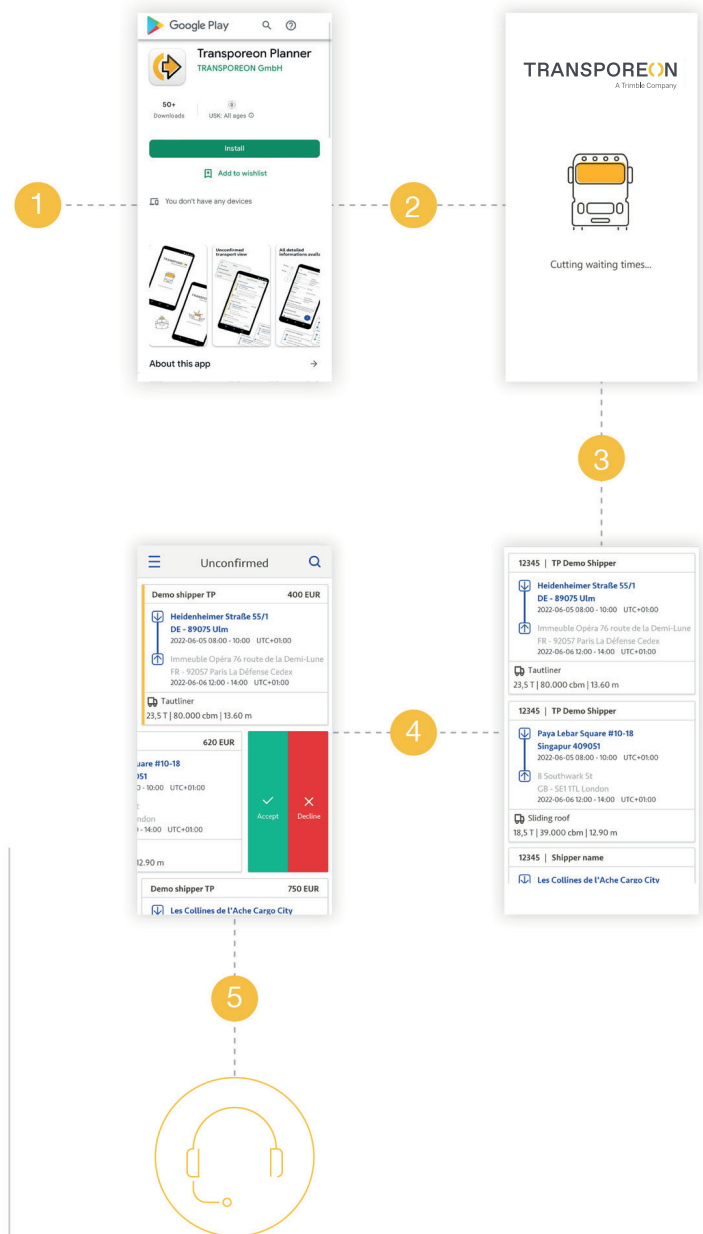 Google Play
Transporeon Planner
TRANSPOREON GmbH
50+
Downloads
0
USK: All ages
Install
Add to wishlist
1
You don't have any devices
Unconfirmed
transport view
All detailed
informations availa
About this app
2
TRANSPOREON
A Trimble Company
Cutting waiting times...
3
12345 | TP Demo Shipper
Heidenheimer Straße 55/1
DE - 89075 Ulm
2022-06-05 08:00 - 10:00 UTC+01:00
Immeuble Opéra 76 route de la Demi-Lune
FR - 92057 Paris La Défense Cedex
2022-06-06 12:00 - 14:00 UTC+01:00
Tautliner
23,5 T | 80.000 cbm | 13.60 m
12345 | TP Demo Shipper
Paya Lebar Square #10-18
Singapur 409051
2022-06-05 08:00 - 10:00 UTC+01:00
8 Southwark St
GB - SE1 1TL London
2022-06-06 12:00 - 14:00 UTC+01:00
Sliding roof
18,5 T | 39.000 cbm | 12.90 m
12345 | Shipper name
Les Collines de l'Ache Cargo City
4
Unconfirmed
Demo shipper TP 400 EUR
Heidenheimer Straße 55/1
DE - 89075 Ulm
2022-06-05 08:00 - 10:00 UTC+01:00
Immeuble Opéra 76 route de la Demi-Lune
FR - 92057 Paris La Défense Cedex
2022-06-06 12:00 - 14:00 UTC+01:00
Tautliner
23,5 T | 80.000 cbm | 13.60 m
620 EUR
uare #10-18
051
0 - 10:00 UTC+01:00
ndon
- 14:00 UTC+01:00
12.90 m
Accept
Decline
Demo shipper TP 750 EUR
Les Collines de l'Ache Cargo City
5